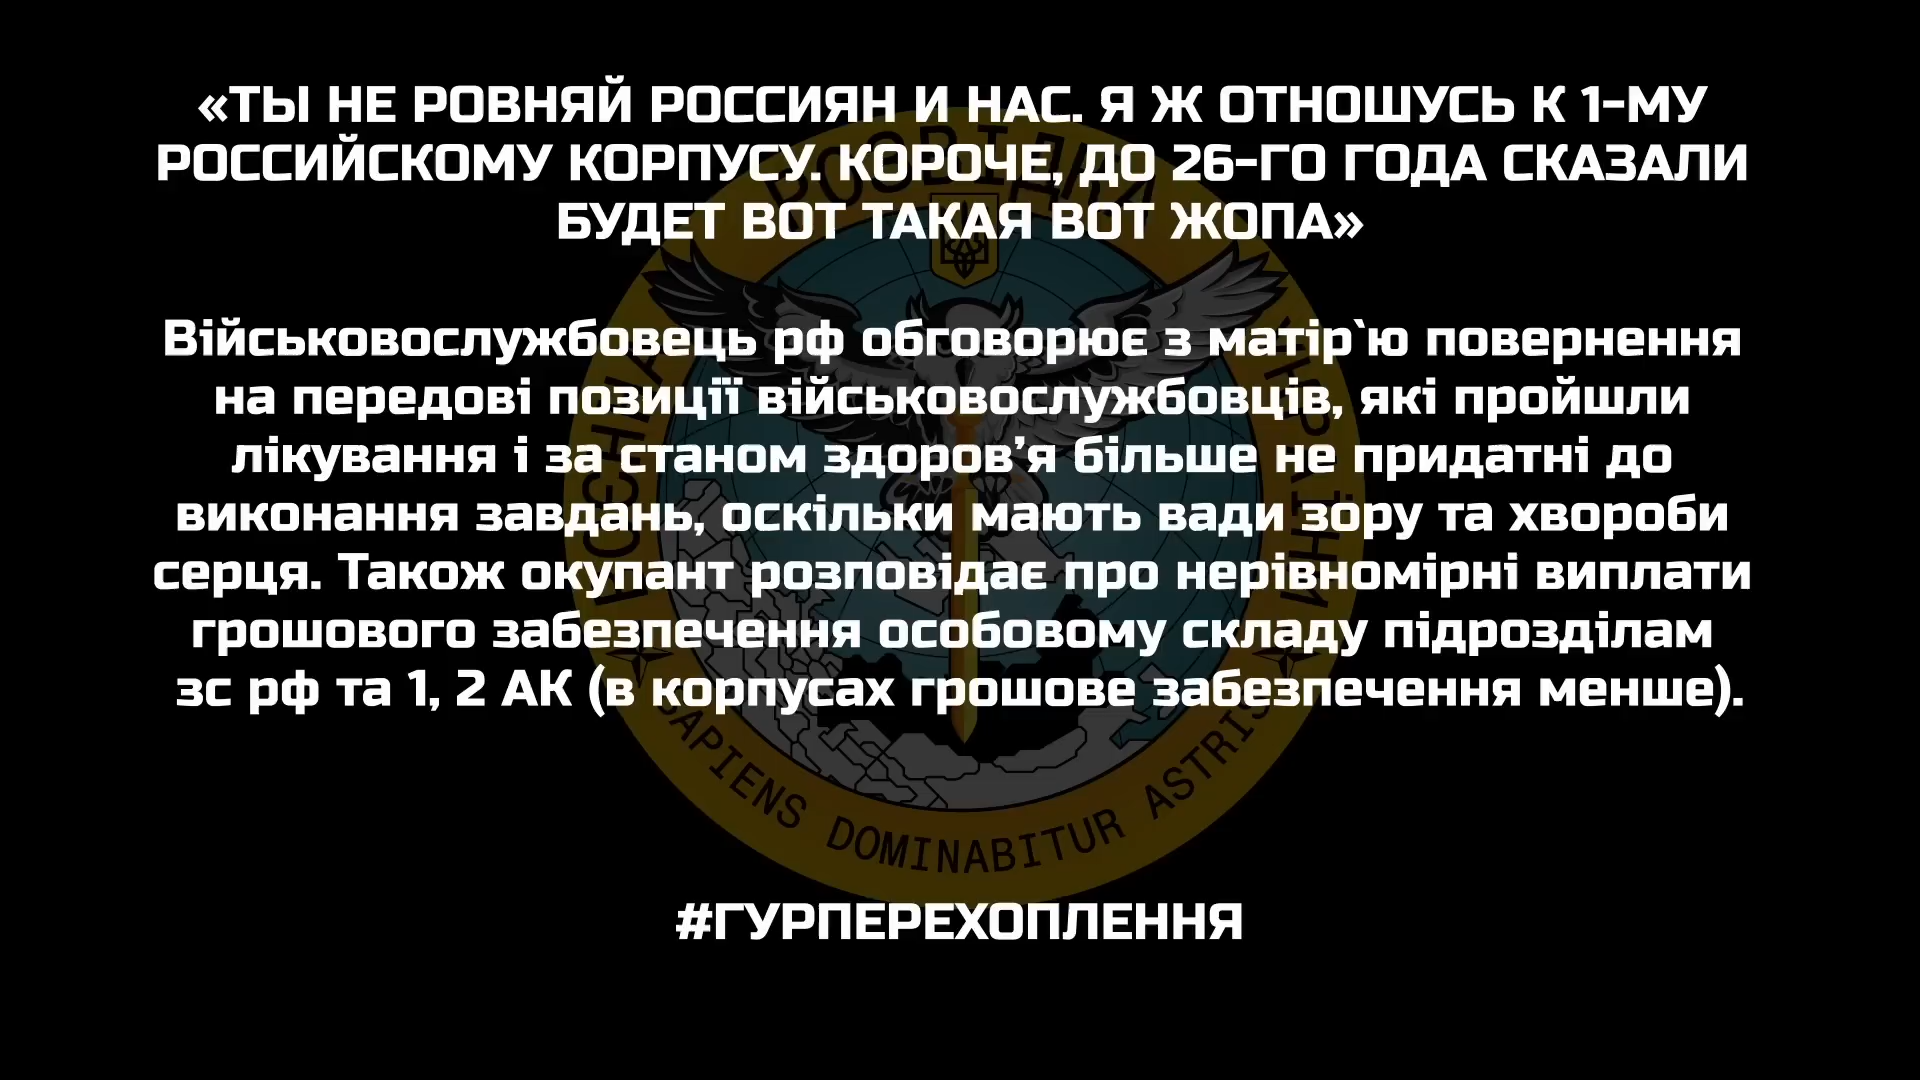 «ТЫ НЕ РОВНЯЙ РОССИЯН И НАС. Я Ж ОТНОШУСЬ К 1-МУ
РОССИЙСКОМУ КОРПУСУ. КОРОЧЕ, ДО 26-ГО ГОДА СКАЗАЛИ
БУДЕТ ВОТ ТАКАЯ ВОТ ЖОПА»
Військовослужбовець рф обговорює з матір`ю повернення
на передові позиції військовослужбовців, які пройшли
лікування і за станом здоров’я більше не придатні до
виконання завдань, оскільки мають вади зору та хвороби
серця. Також окупант розповідає про нерівномірні виплати
грошового забезпечення особовому складу підрозділам
зс рф та 1, 2 АК (в корпусах грошове забезпечення менше).
SAPIENS DOMINABITUR ASTRIS
#ГУРПЕРЕХОПЛЕННЯ